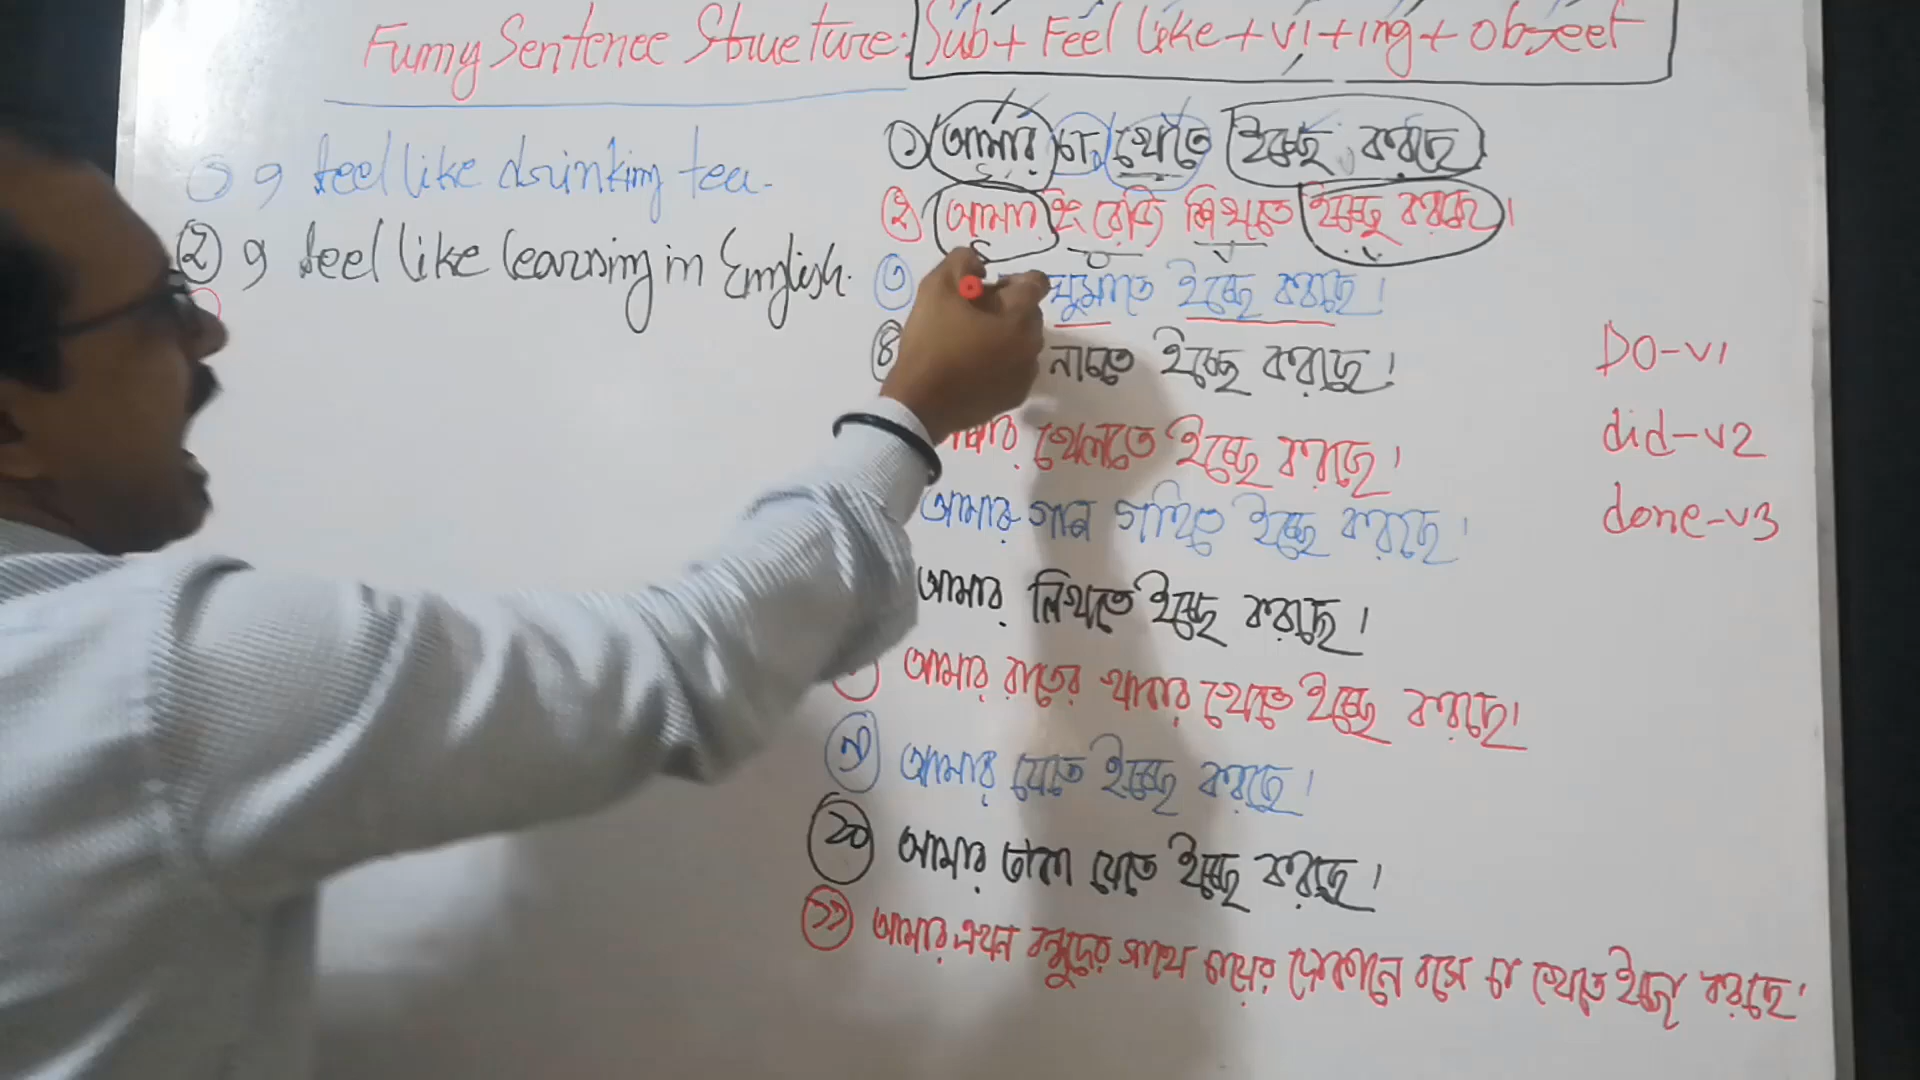 Funny Sentence Structure: Sub + Feel like + v1 + ing + object
① I feel like drinking tea.
② I feel like learning in English.
① আমার চা খেতে ইচ্ছে করছে
② আমার ইংরেজি শিখতে ইচ্ছে করছে।
③ ঘুমাতে ইচ্ছে করছে।
④ নাচতে ইচ্ছে করছে।
আমার খেলতে ইচ্ছে করছে।
আমার গান গাইতে ইচ্ছে করছে।
আমার লিখতে ইচ্ছে করছে।
আমার রাতের খাবার খেতে ইচ্ছে করছে।
৯ আমার যেতে ইচ্ছে করছে।
১০ আমার ঢাকা যেতে ইচ্ছে করছে।
১১ আমার এখন বন্ধুদের সাথে চায়ের দোকানে বসে চা খেতে ইচ্ছে করছে।
DO-v1
did-v2
done-v3